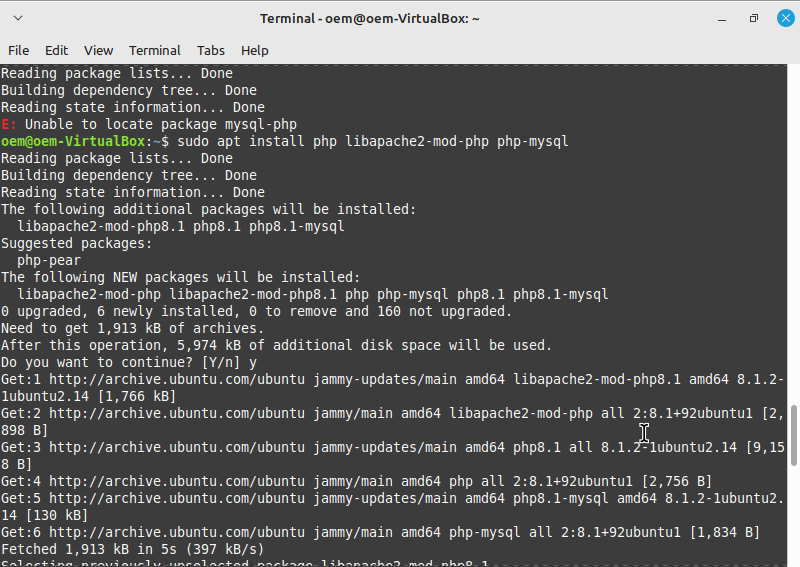 Terminal - oem@oem-VirtualBox: ~
File Edit View Terminal Tabs Help
Reading package lists... Done
Building dependency tree... Done
Reading state information... Done
E: Unable to locate package mysql-php
oem@oem-VirtualBox:~$ sudo apt install php libapache2-mod-php php-mysql
Reading package lists... Done
Building dependency tree... Done
Reading state information... Done
The following additional packages will be installed:
  libapache2-mod-php8.1 php8.1 php8.1-mysql
Suggested packages:
  php-pear
The following NEW packages will be installed:
  libapache2-mod-php libapache2-mod-php8.1 php php-mysql php8.1 php8.1-mysql
0 upgraded, 6 newly installed, 0 to remove and 160 not upgraded.
Need to get 1,913 kB of archives.
After this operation, 5,974 kB of additional disk space will be used.
Do you want to continue? [Y/n] y
Get:1 http://archive.ubuntu.com/ubuntu jammy-updates/main amd64 libapache2-mod-php8.1 amd64 8.1.2-
1ubuntu2.14 [1,766 kB]
Get:2 http://archive.ubuntu.com/ubuntu jammy/main amd64 libapache2-mod-php all 2:8.1+92ubuntu1 [2,
898 B]
Get:3 http://archive.ubuntu.com/ubuntu jammy-updates/main amd64 php8.1 all 8.1.2-1ubuntu2.14 [9,15
8 B]
Get:4 http://archive.ubuntu.com/ubuntu jammy/main amd64 php all 2:8.1+92ubuntu1 [2,756 B]
Get:5 http://archive.ubuntu.com/ubuntu jammy-updates/main amd64 php8.1-mysql amd64 8.1.2-1ubuntu2.
14 [130 kB]
Get:6 http://archive.ubuntu.com/ubuntu jammy/main amd64 php-mysql all 2:8.1+92ubuntu1 [1,834 B]
Fetched 1,913 kB in 5s (397 kB/s)
Selecting previously unselected package libapache2-mod-php8.1.